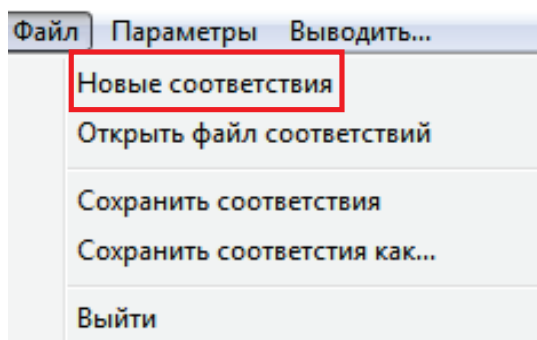 Файл Параметры Выводить...
Новые соответствия
Открыть файл соответствий
Сохранить соответствия
Сохранить соответстия как...
Выйти